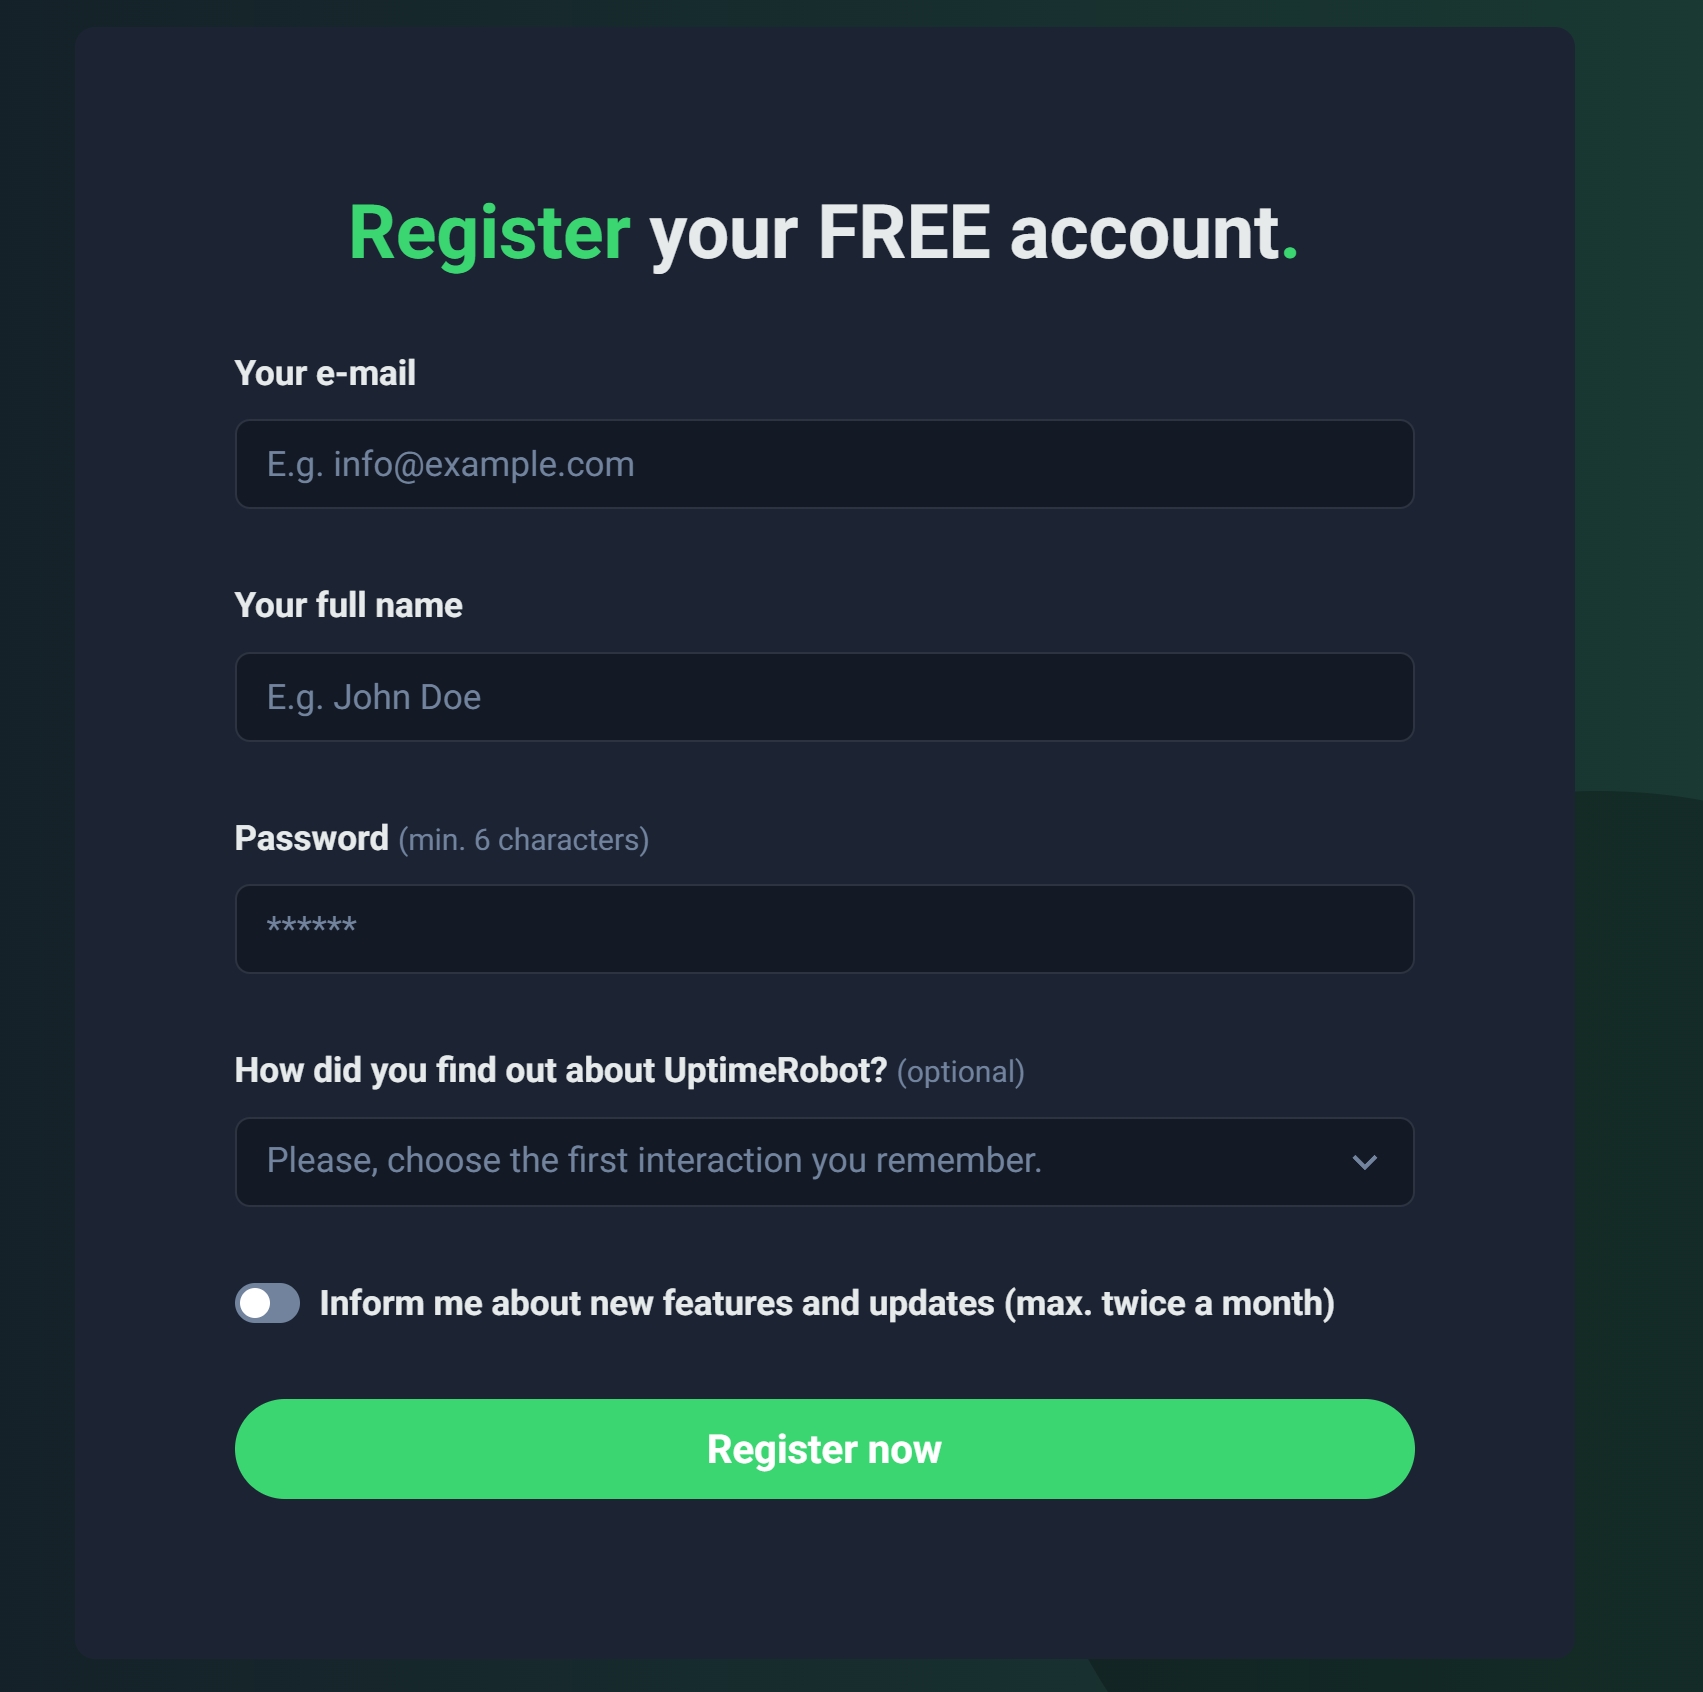 Register your FREE account.
Your e-mail
E.g. info@example.com
Your full name
E.g. John Doe
Password (min. 6 characters)
******
How did you find out about UptimeRobot? (optional)
Please, choose the first interaction you remember.
Inform me about new features and updates (max. twice a month)
Register now